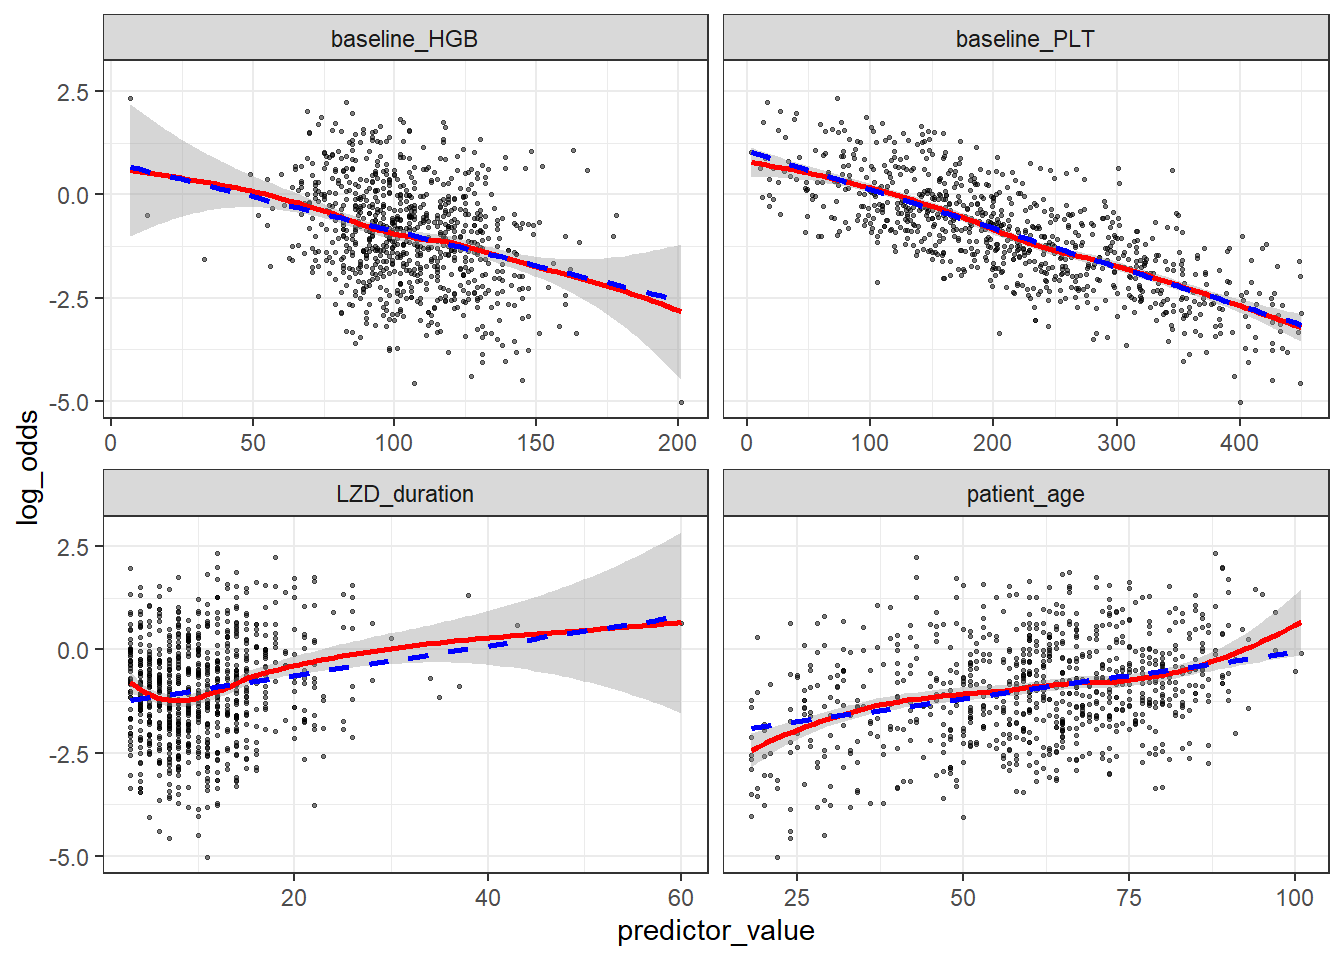 baseline_HGB
baseline_PLT
2.5
0.0
-2.5
-5.0
0 50 100 150 200
0 100 200 300 400
LZD_duration
patient_age
2.5
0.0
-2.5
-5.0
20 40 60
25 50 75 100
log_odds
predictor_value